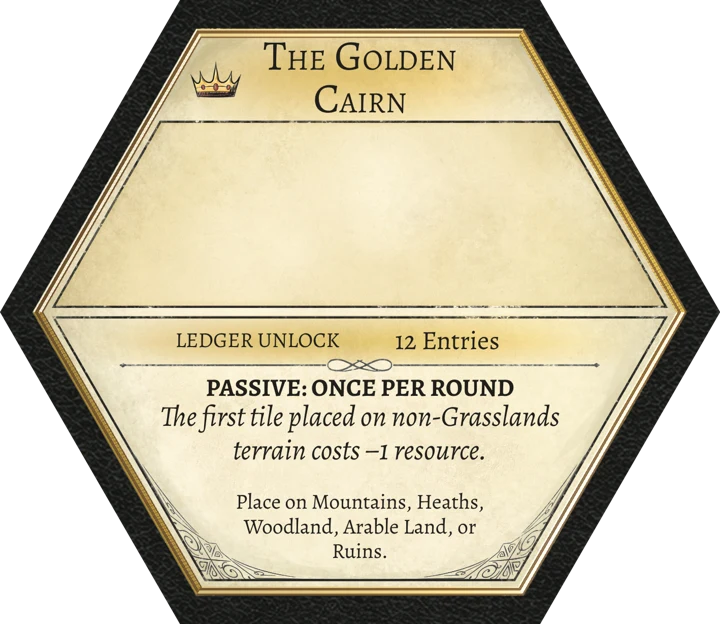 The Golden
Cairn
LEDGER UNLOCK 12 Entries
PASSIVE: ONCE PER ROUND
The first tile placed on non-Grasslands
terrain costs –1 resource.
Place on Mountains, Heaths,
Woodland, Arable Land, or
Ruins.